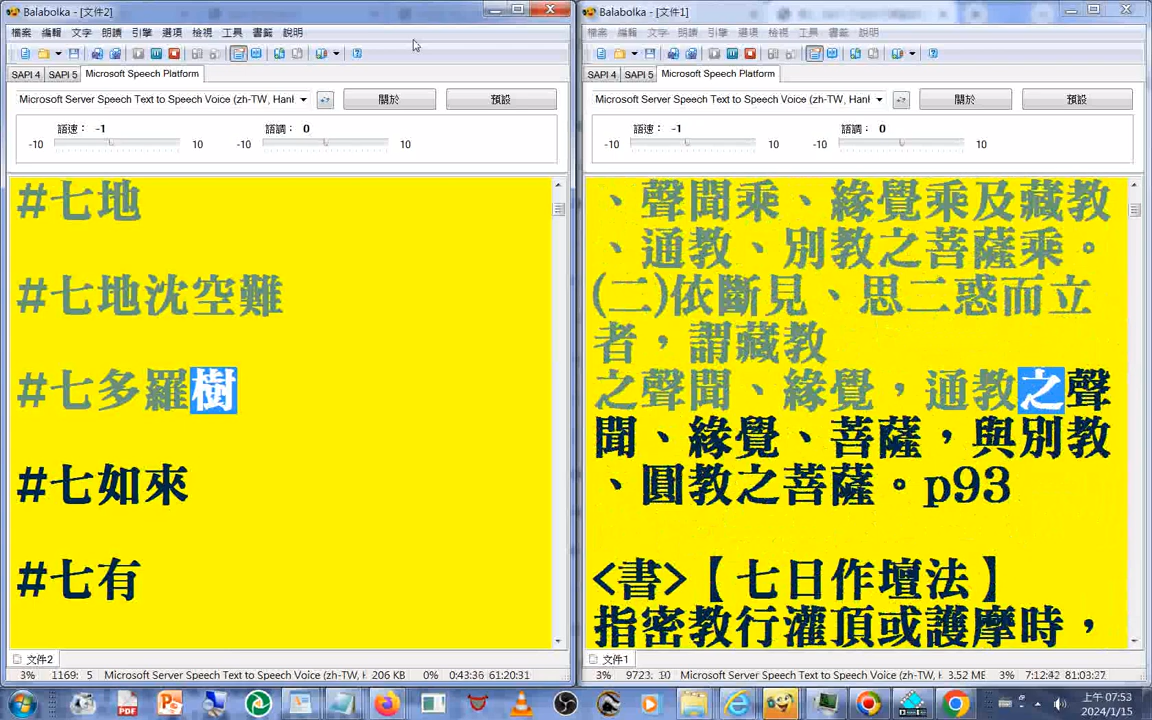 Balabolka - [文件2]
檔案 編輯 文字 朗讀 引擎 選項 檢視 工具 書籤 說明
SAPI 4 SAPI 5 Microsoft Speech Platform
Microsoft Server Speech Text to Speech Voice (zh-TW, Hanl
關於 預設
語速： -1 語調： 0
-10 10 -10 10
#七地
#七地沈空難
#七多羅樹
#七如來
#七有
文件2
3% 1169: 5 Microsoft Server Speech Text to Speech Voice (zh-TW, H 206 KB 0% 0:43:36 61:20:31
Balabolka - [文件1]
檔案 編輯 文字 朗讀 引擎 選項 檢視 工具 書籤 說明
SAPI 4 SAPI 5 Microsoft Speech Platform
Microsoft Server Speech Text to Speech Voice (zh-TW, Hanl
關於 預設
語速： -1 語調： 0
-10 10 -10 10
、聲聞乘、緣覺乘及藏教
、通教、別教之菩薩乘。
(二)依斷見、思二惑而立
者，謂藏教
之聲聞、緣覺，通教之聲
聞、緣覺、菩薩，與別教
、圓教之菩薩。p93
<書>【七日作壇法】
指密教行灌頂或護摩時，
文件1
3% 9723: 10 Microsoft Server Speech Text to Speech Voice (zh-TW, H 3.52 MB 3% 7:12:42 81:03:27
PDF
上午 07:53
2024/1/15